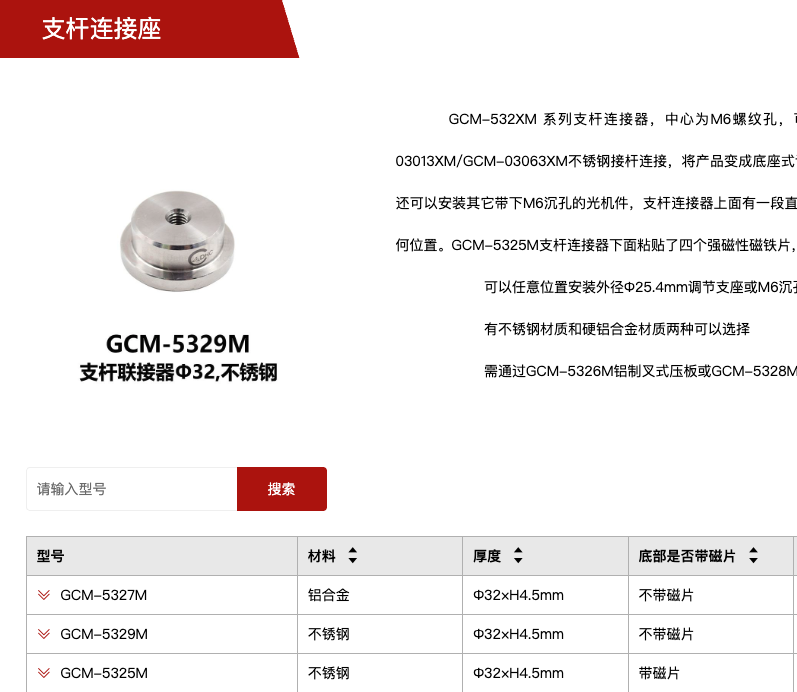 支杆连接座
GCM-532XM 系列支杆连接器，中心为M6螺纹孔，
03013XM/GCM-03063XM不锈钢接杆连接，将产品变成底座式
还可以安装其它带下M6沉孔的光机件，支杆连接器上面有一段直
何位置。GCM-5325M支杆连接器下面粘贴了四个强磁性磁铁片，
可以任意位置安装外径Φ25.4mm调节支座或M6沉
有不锈钢材质和硬铝合金材质两种可以选择
需通过GCM-5326M铝制叉式压板或GCM-5328M
GCM-5329M
支杆联接器Φ32,不锈钢
请输入型号 搜索
型号 材料 厚度 底部是否带磁片
GCM-5327M 铝合金 Φ32×H4.5mm 不带磁片
GCM-5329M 不锈钢 Φ32×H4.5mm 不带磁片
GCM-5325M 不锈钢 Φ32×H4.5mm 带磁片